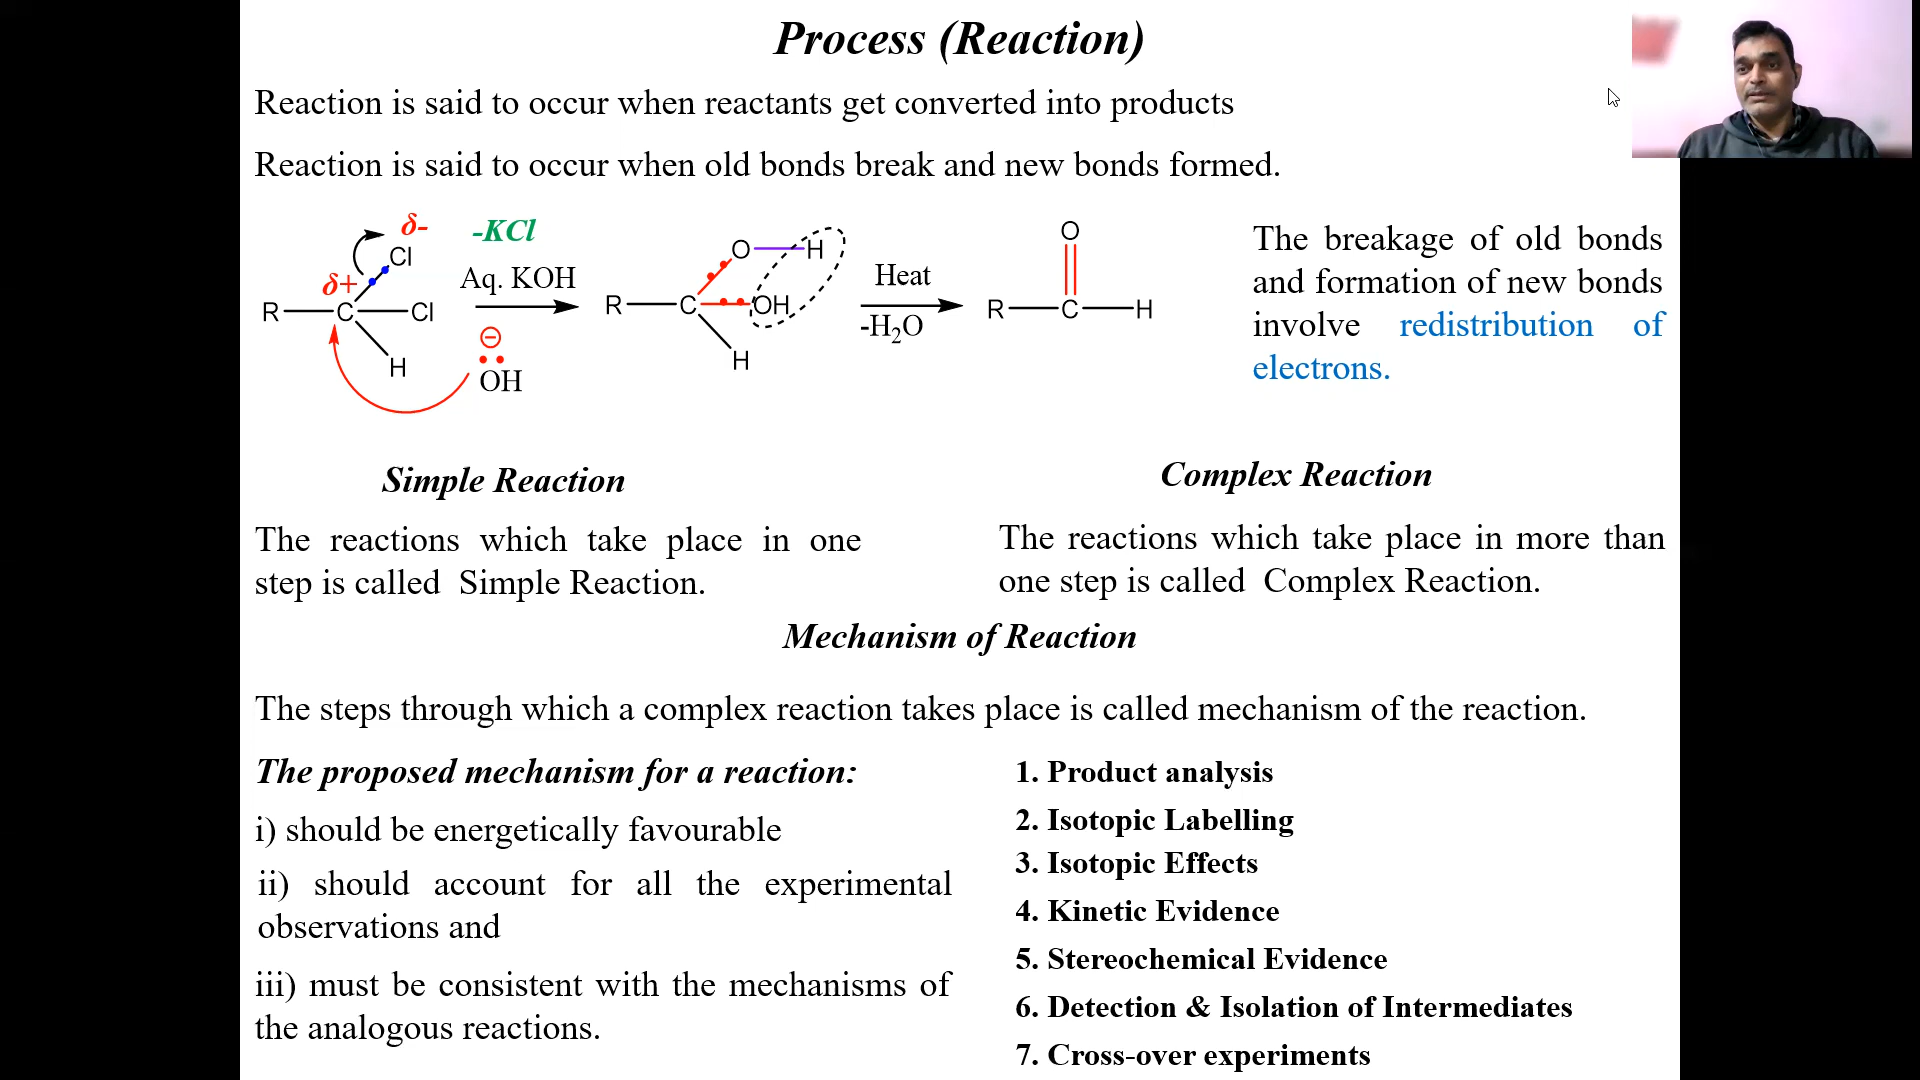 Process (Reaction)
Reaction is said to occur when reactants get converted into products
Reaction is said to occur when old bonds break and new bonds formed.
δ-
-KCl
Cl
δ+
Aq. KOH
R
C
Cl
H
⊖
OH
O
H
R
C
OH
H
Heat
-H₂O
O
R
C
H
The breakage of old bonds
and formation of new bonds
involve redistribution of
electrons.
Simple Reaction
The reactions which take place in one
step is called Simple Reaction.
Complex Reaction
The reactions which take place in more than
one step is called Complex Reaction.
Mechanism of Reaction
The steps through which a complex reaction takes place is called mechanism of the reaction.
The proposed mechanism for a reaction:
i) should be energetically favourable
ii) should account for all the experimental
observations and
iii) must be consistent with the mechanisms of
the analogous reactions.
1. Product analysis
2. Isotopic Labelling
3. Isotopic Effects
4. Kinetic Evidence
5. Stereochemical Evidence
6. Detection & Isolation of Intermediates
7. Cross-over experiments